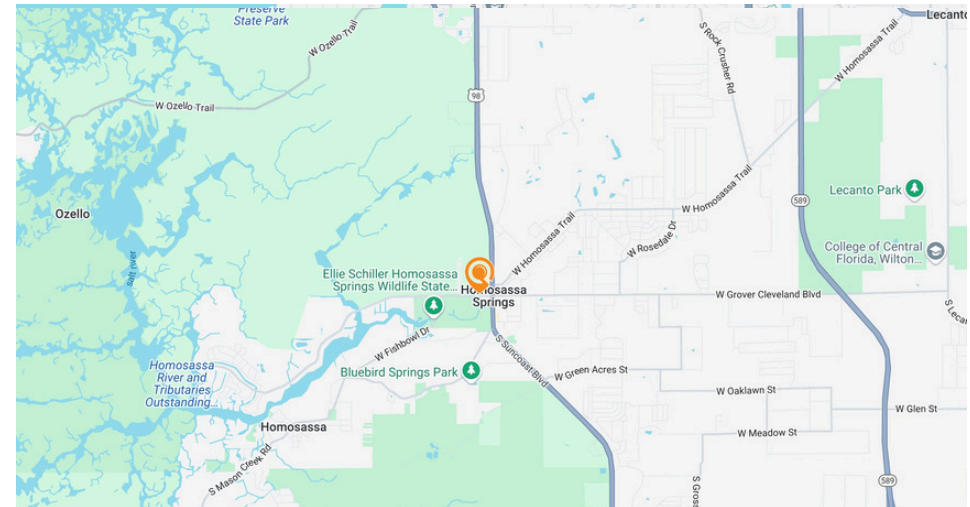 Preserve
State Park
Lecanto
W Ozello Trail
S Rock Crusher Rd
W Homosassa Trail
98
W Ozello Trail
Ozello
W Homosassa Trail
Lecanto Park
589
W Homosassa Trail
W Rosedale Dr
College of Central
Florida, Wilton...
salt river
Ellie Schiller Homosassa
Springs Wildlife State...
Homosassa
Springs
W Grover Cleveland Blvd
S Lecan
W Fishbowl Dr
S Suncoast Blvd
Homosassa
River and
Tributaries
Outstanding...
Bluebird Springs Park
W Green Acres St
W Oaklawn St
W Glen St
Homosassa
W Meadow St
S Mason Creek Rd
S Gross
589